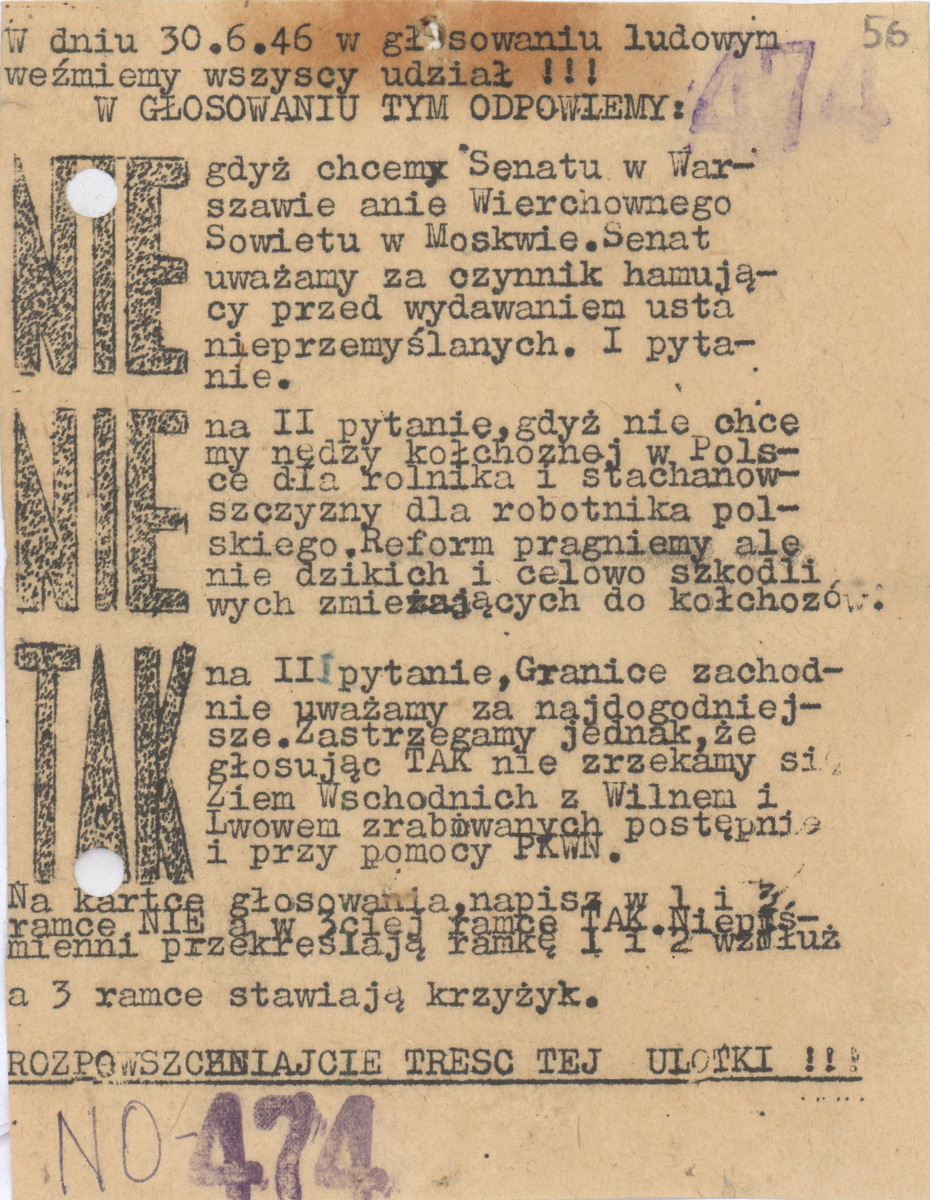 W dniu 30.6.46 w głosowaniu ludowym
56
weźmiemy wszyscy udział !!!
474
W GŁOSOWANIU TYM ODPOWIEMY:
NIE
gdyż chcemy Senatu w War-
szawie anie Wierchownego
Sowietu w Moskwie.Senat
uważamy za czynnik hamują-
cy przed wydawaniem usta
nieprzemyślanych. I pyta-
nie.
NIE
na II pytanie,gdyż nie chce
my nędzy kołchoznej w Pols-
ce dla rolnika i stachanow-
szczyzny dla robotnika pol-
skiego.Reform pragniemy ale
nie dzikich i celowo szkodli
wych zmieżających do kołchozów.
TAK
na III pytanie,Granice zachod-
nie uważamy za najdogodniej-
sze.Zastrzegamy jednak,że
głosując TAK nie zrzekamy się
Ziem Wschodnich z Wilnem i
Lwowem zrabowanych postępnie
i przy pomocy PKWN.
Na kartce głosowania,napisz w 1 i
ramce NIE a w 3ciej ramce TAK.Niepiś-
mienni przekreślają ramkę 1 i 2 wzdłuż
a 3 ramce stawiają krzyżyk.
ROZPOWSZCHNIAJCIE TRESC TEJ ULOTKI !!!
NO-474